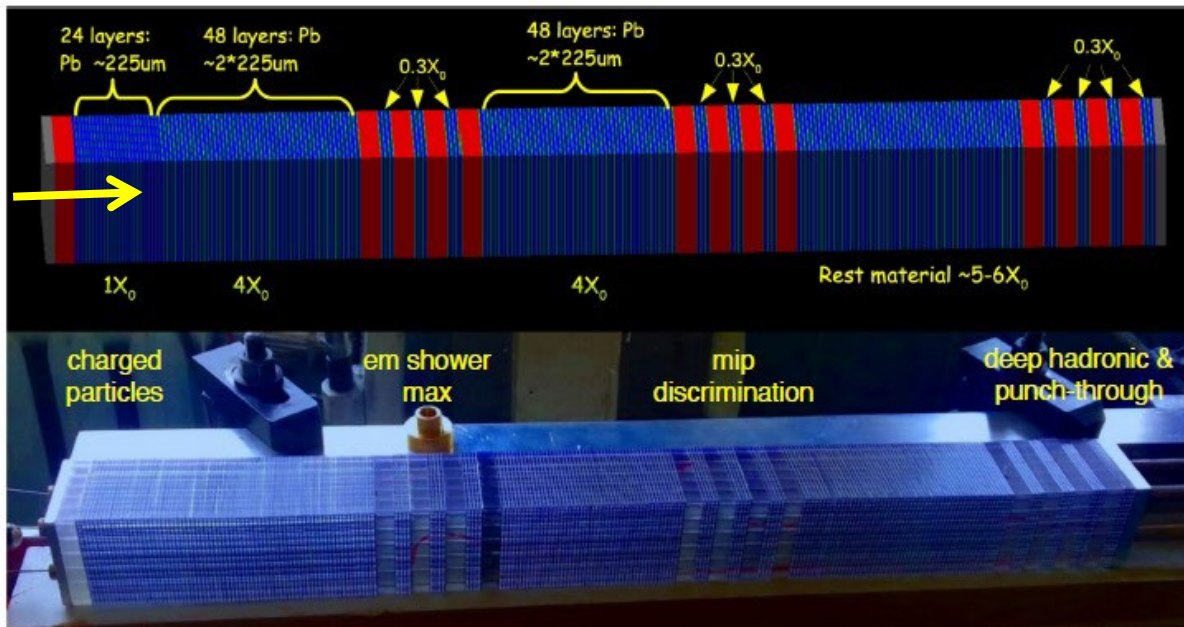 24 layers:
Pb ~225um
48 layers: Pb
~2*225um
0.3X₀
48 layers: Pb
~2*225um
0.3X₀
0.3X₀
1X₀
4X₀
4X₀
Rest material ~5-6X₀
charged
particles
em shower
max
mip
discrimination
deep hadronic &
punch-through